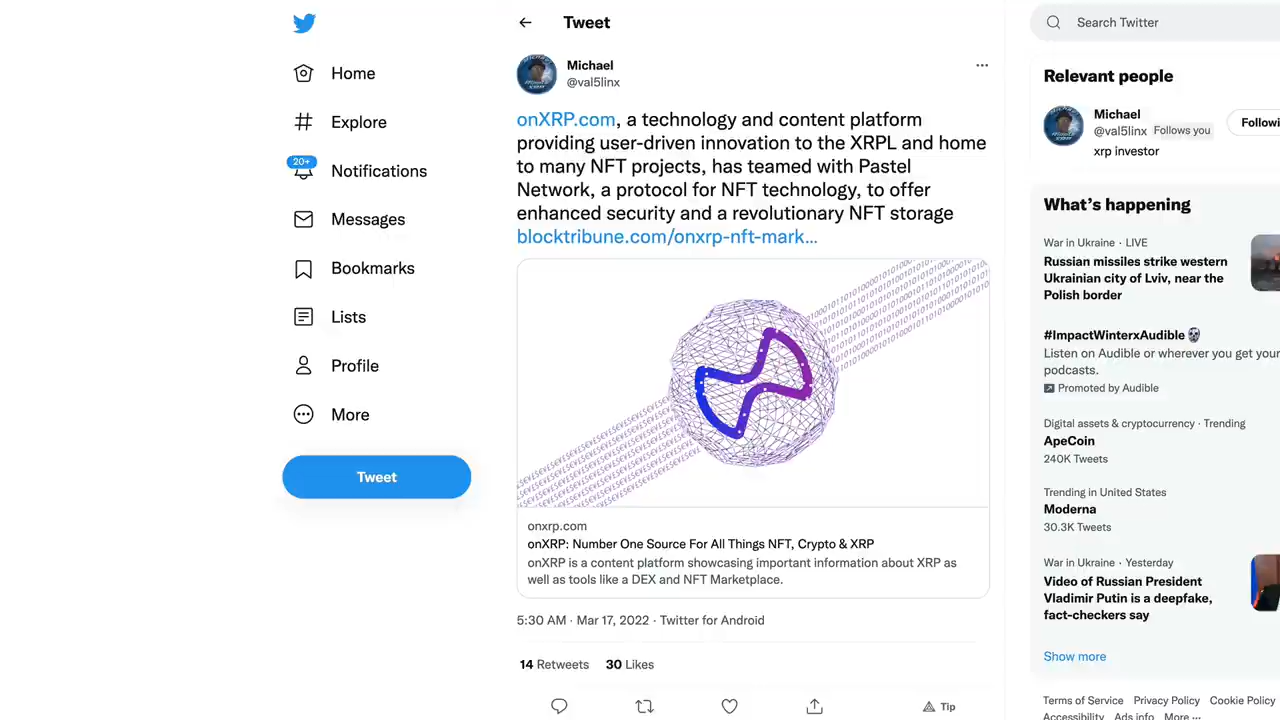 Home
Explore
20+
Notifications
Messages
Bookmarks
Lists
Profile
More
Tweet
Tweet
Michael
@val5linx
onXRP.com, a technology and content platform
providing user-driven innovation to the XRPL and home
to many NFT projects, has teamed with Pastel
Network, a protocol for NFT technology, to offer
enhanced security and a revolutionary NFT storage
blocktribune.com/onxrp-nft-mark…
onxrp.com
onXRP: Number One Source For All Things NFT, Crypto & XRP
onXRP is a content platform showcasing important information about XRP as
well as tools like a DEX and NFT Marketplace.
5:30 AM · Mar 17, 2022 · Twitter for Android
14 Retweets 30 Likes
Tip
Search Twitter
Relevant people
Michael
@val5linx Follows you
Followi
xrp investor
What’s happening
War in Ukraine · LIVE
Russian missiles strike western
Ukrainian city of Lviv, near the
Polish border
#ImpactWinterxAudible
Listen on Audible or wherever you get your
podcasts.
Promoted by Audible
Digital assets & cryptocurrency · Trending
ApeCoin
240K Tweets
Trending in United States
Moderna
30.3K Tweets
War in Ukraine · Yesterday
Video of Russian President
Vladimir Putin is a deepfake,
fact-checkers say
Show more
Terms of Service Privacy Policy Cookie Policy
Accessibility Ads info More ···